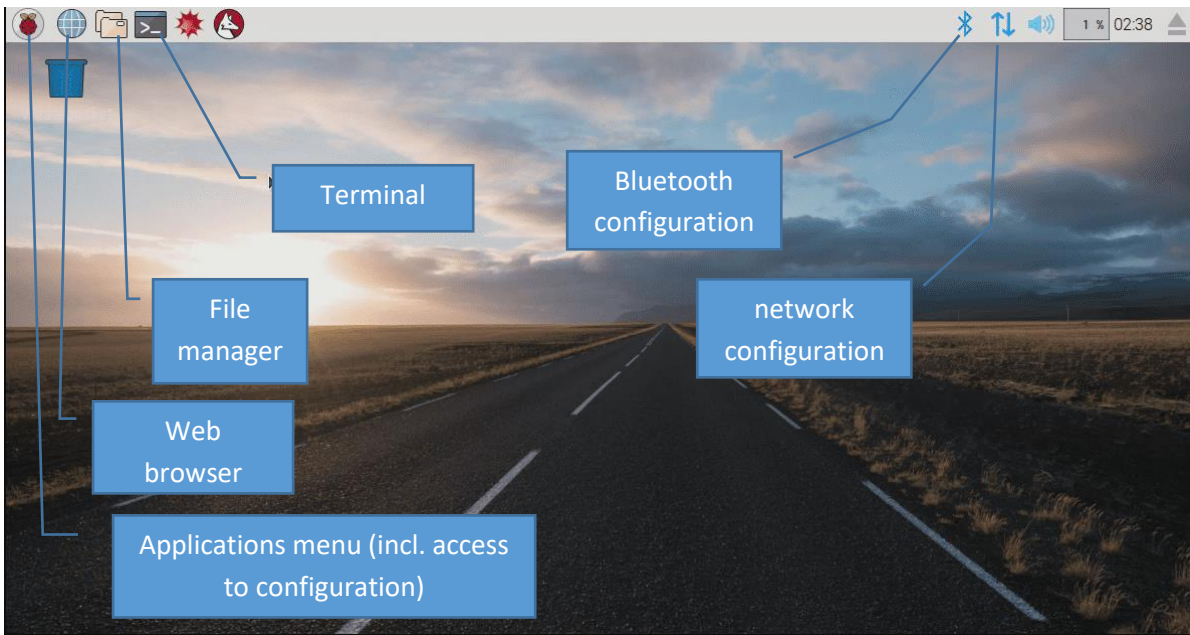 1 % 02:38
Terminal
Bluetooth
configuration
File
manager
network
configuration
Web
browser
Applications menu (incl. access
to configuration)